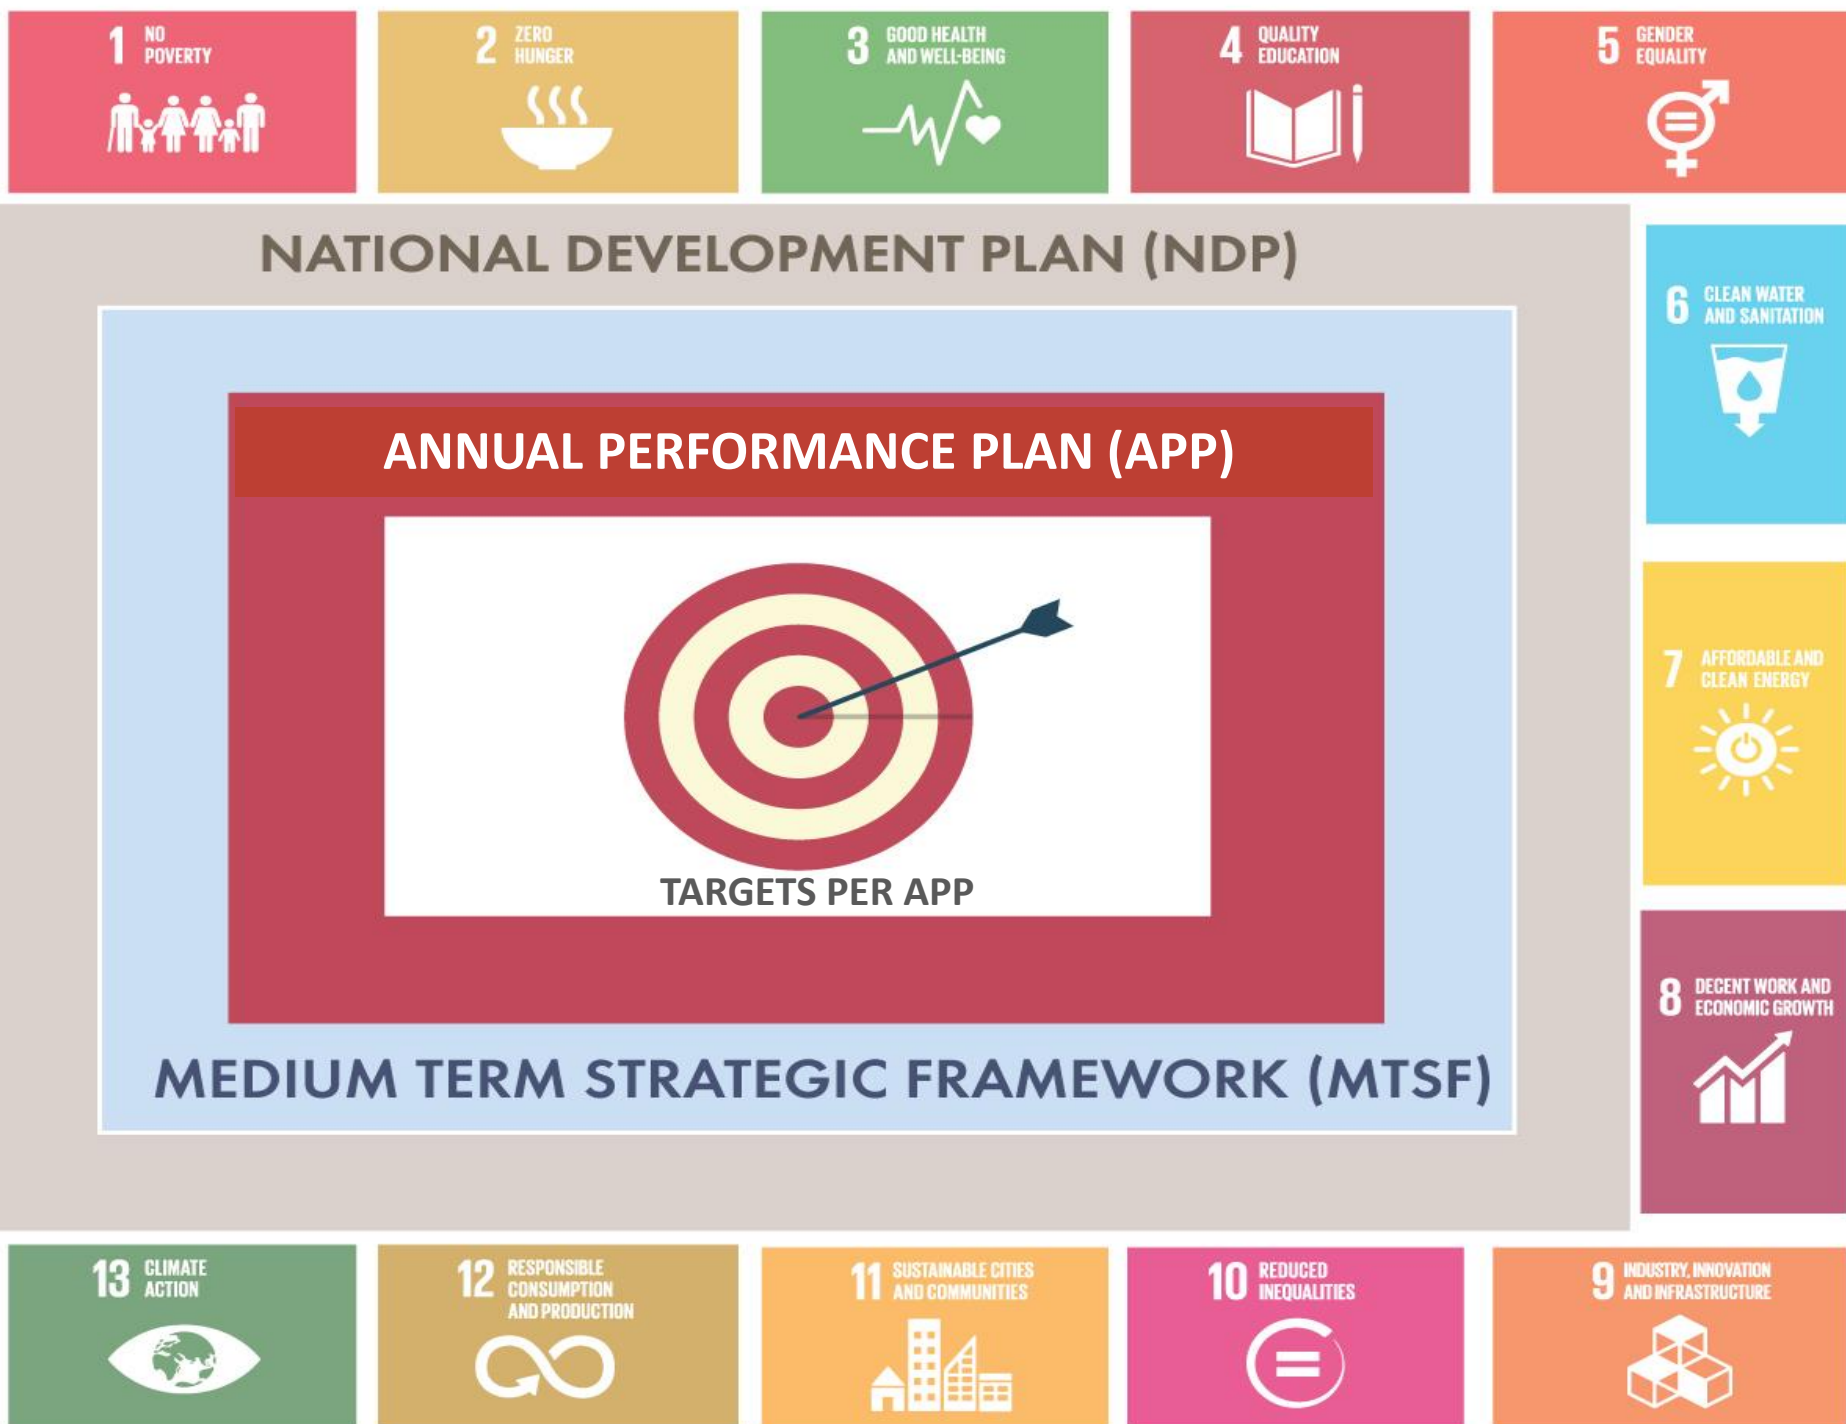 1 NO
POVERTY
2 ZERO
HUNGER
3 GOOD HEALTH
AND WELL-BEING
4 QUALITY
EDUCATION
5 GENDER
EQUALITY
NATIONAL DEVELOPMENT PLAN (NDP)
6 CLEAN WATER
AND SANITATION
ANNUAL PERFORMANCE PLAN (APP)
7 AFFORDABLE AND
CLEAN ENERGY
TARGETS PER APP
8 DECENT WORK AND
ECONOMIC GROWTH
MEDIUM TERM STRATEGIC FRAMEWORK (MTSF)
13 CLIMATE
ACTION
12 RESPONSIBLE
CONSUMPTION
AND PRODUCTION
11 SUSTAINABLE CITIES
AND COMMUNITIES
10 REDUCED
INEQUALITIES
9 INDUSTRY, INNOVATION
AND INFRASTRUCTURE